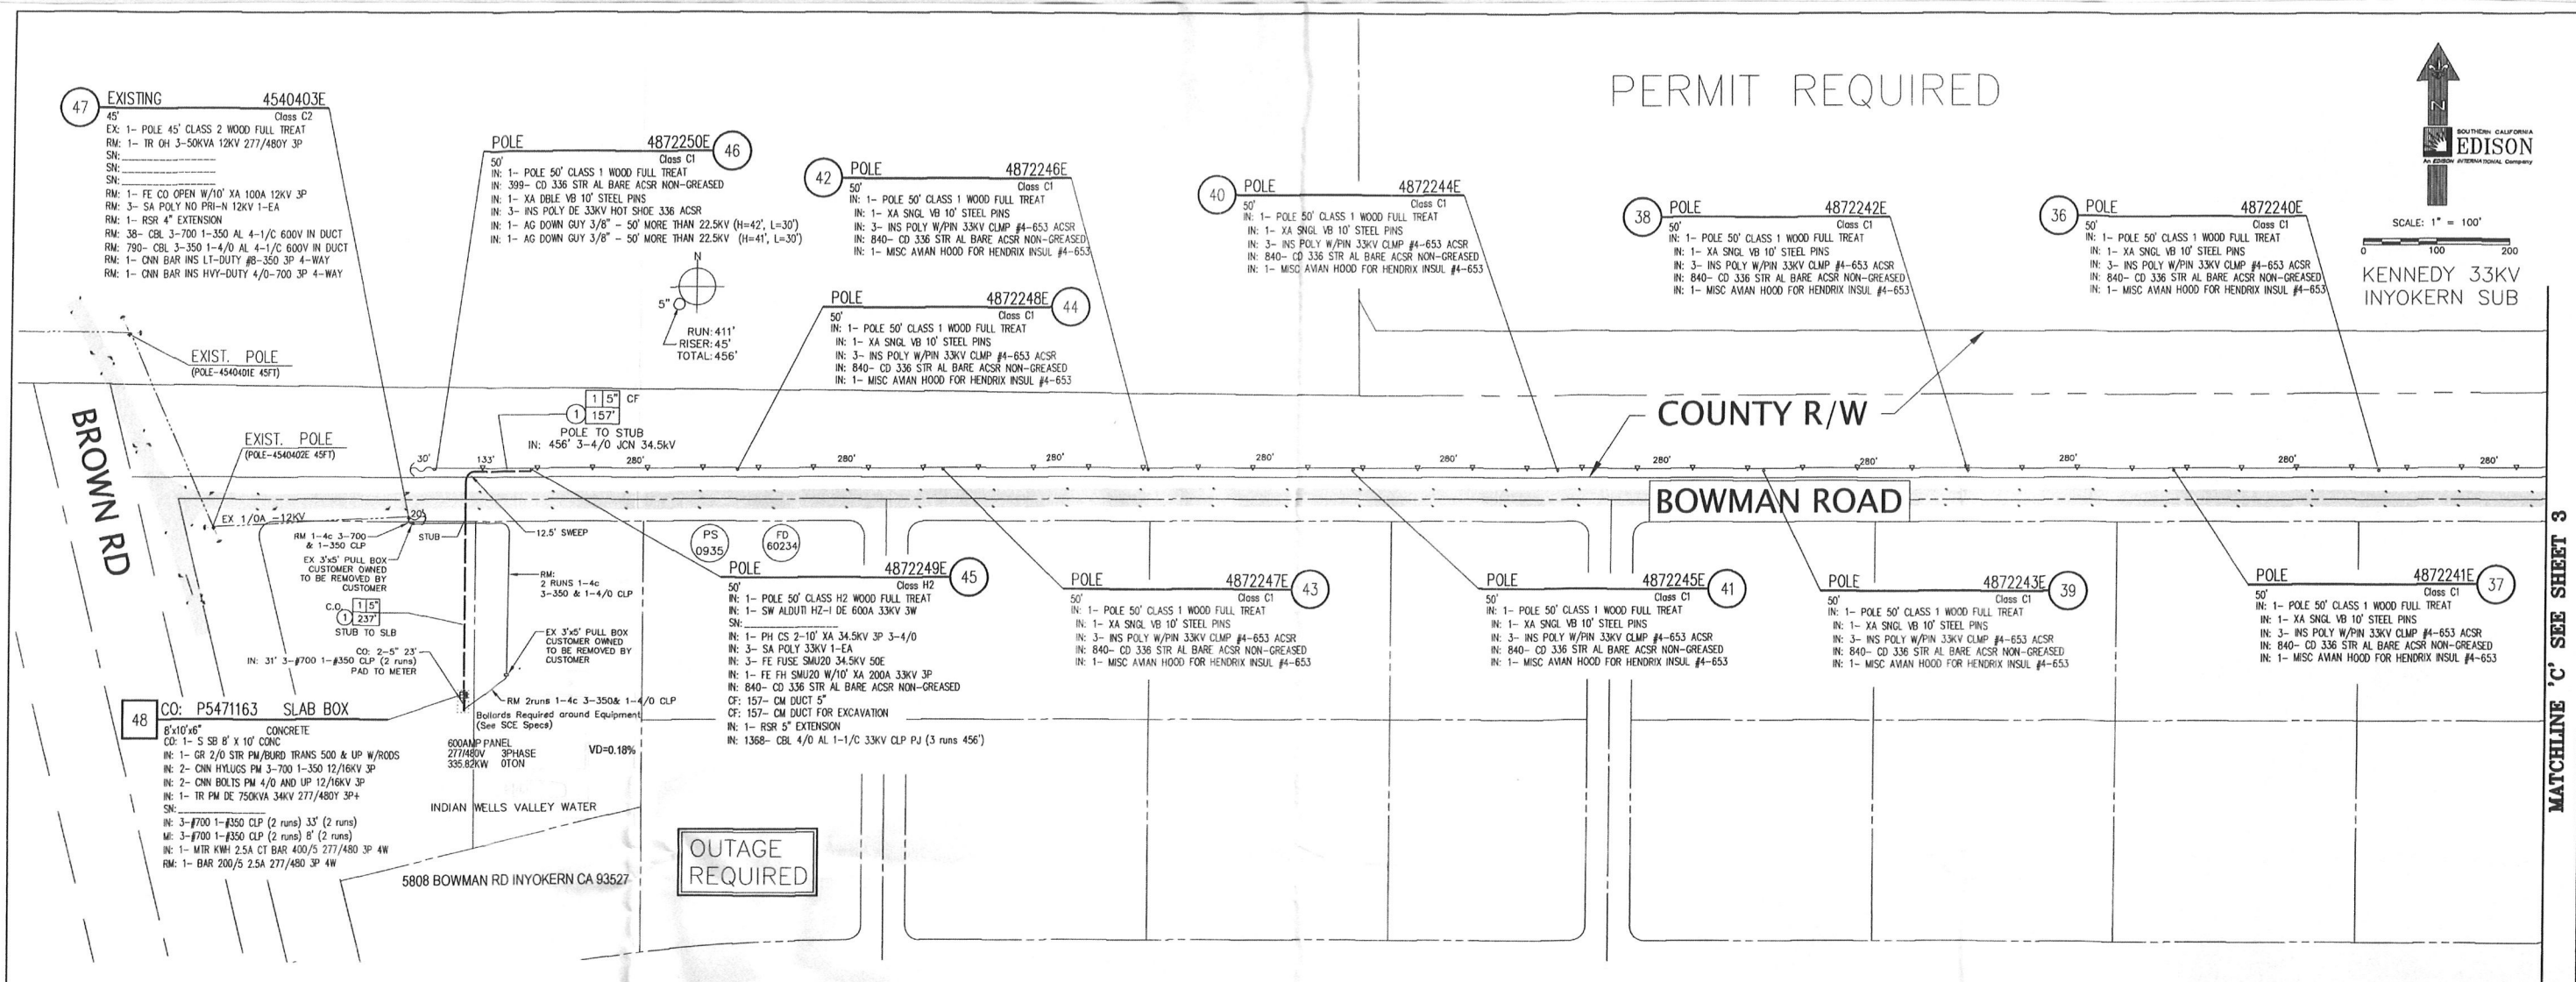 PERMIT REQUIRED
N
SOUTHERN CALIFORNIA
EDISON
An EDISON INTERNATIONAL Company
SCALE: 1" = 100'
0 100 200
KENNEDY 33KV
INYOKERN SUB
47
EXISTING 4540403E
45' Class C2
EX: 1- POLE 45' CLASS 2 WOOD FULL TREAT
RM: 1- TR OH 3-50KVA 12KV 277/480Y 3P
SN:
SN:
SN:
RM: 1- FE CO OPEN W/10' XA 100A 12KV 3P
RM: 3- SA POLY NO PRI-N 12KV 1-EA
RM: 1- RSR 4" EXTENSION
RM: 38- CBL 3-700 1-350 AL 4-1/C 600V IN DUCT
RM: 790- CBL 3-350 1-4/0 AL 4-1/C 600V IN DUCT
RM: 1- CNN BAR INS LT-DUTY #8-350 3P 4-WAY
RM: 1- CNN BAR INS HVY-DUTY 4/0-700 3P 4-WAY
POLE 4872250E
46
50' Class C1
IN: 1- POLE 50' CLASS 1 WOOD FULL TREAT
IN: 399- CD 336 STR AL BARE ACSR NON-GREASED
IN: 1- XA DBLE VB 10' STEEL PINS
IN: 3- INS POLY DE 33KV HOT SHOE 336 ACSR
IN: 1- AG DOWN GUY 3/8" - 50' MORE THAN 22.5KV (H=42', L=30')
IN: 1- AG DOWN GUY 3/8" - 50' MORE THAN 22.5KV (H=41', L=30')
N
5"
RUN: 411'
RISER: 45'
TOTAL: 456'
42
POLE 4872246E
50' Class C1
IN: 1- POLE 50' CLASS 1 WOOD FULL TREAT
IN: 1- XA SNGL VB 10' STEEL PINS
IN: 3- INS POLY W/PIN 33KV CLMP #4-653 ACSR
IN: 840- CD 336 STR AL BARE ACSR NON-GREASED
IN: 1- MISC AVIAN HOOD FOR HENDRIX INSUL #4-653
POLE 4872248E
44
50' Class C1
IN: 1- POLE 50' CLASS 1 WOOD FULL TREAT
IN: 1- XA SNGL VB 10' STEEL PINS
IN: 3- INS POLY W/PIN 33KV CLMP #4-653 ACSR
IN: 840- CD 336 STR AL BARE ACSR NON-GREASED
IN: 1- MISC AVIAN HOOD FOR HENDRIX INSUL #4-653
40
POLE 4872244E
50' Class C1
IN: 1- POLE 50' CLASS 1 WOOD FULL TREAT
IN: 1- XA SNGL VB 10' STEEL PINS
IN: 3- INS POLY W/PIN 33KV CLMP #4-653 ACSR
IN: 840- CD 336 STR AL BARE ACSR NON-GREASED
IN: 1- MISC AVIAN HOOD FOR HENDRIX INSUL #4-653
38
POLE 4872242E
50' Class C1
IN: 1- POLE 50' CLASS 1 WOOD FULL TREAT
IN: 1- XA SNGL VB 10' STEEL PINS
IN: 3- INS POLY W/PIN 33KV CLMP #4-653 ACSR
IN: 840- CD 336 STR AL BARE ACSR NON-GREASED
IN: 1- MISC AVIAN HOOD FOR HENDRIX INSUL #4-653
36
POLE 4872240E
50' Class C1
IN: 1- POLE 50' CLASS 1 WOOD FULL TREAT
IN: 1- XA SNGL VB 10' STEEL PINS
IN: 3- INS POLY W/PIN 33KV CLMP #4-653 ACSR
IN: 840- CD 336 STR AL BARE ACSR NON-GREASED
IN: 1- MISC AVIAN HOOD FOR HENDRIX INSUL #4-653
EXIST. POLE
(POLE-4540401E 45FT)
EXIST. POLE
(POLE-4540402E 45FT)
BROWN RD
1 5" CF
1 157'
POLE TO STUB
IN: 456' 3-4/0 JCN 34.5kV
COUNTY R/W
30' 133' 280' 280' 280' 280' 280' 280' 280' 280' 280' 280'
BOWMAN ROAD
EX 1/0A -12KV
20'
RM 1-4c 3-700
& 1-350 CLP
STUB
12.5' SWEEP
EX 3'x5' PULL BOX
CUSTOMER OWNED
TO BE REMOVED BY
CUSTOMER
RM:
2 RUNS 1-4c
3-350 & 1-4/0 CLP
C.O. 1 5"
1 237'
STUB TO SLB
EX 3'x5' PULL BOX
CUSTOMER OWNED
TO BE REMOVED BY
CUSTOMER
CO: 2-5" 23'
IN: 31' 3-#700 1-#350 CLP (2 runs)
PAD TO METER
RM 2runs 1-4c 3-350& 1-4/0 CLP
Bollards Required around Equipment
(See SCE Specs)
600AMP PANEL
277/480V 3PHASE
335.82KW 0TON
VD=0.18%
48
CO: P5471163 SLAB BOX
8'x10'x6" CONCRETE
CO: 1- S SB 8' X 10' CONC
IN: 1- GR 2/0 STR PM/BURD TRANS 500 & UP W/RODS
IN: 2- CNN HYLUGS PM 3-700 1-350 12/16KV 3P
IN: 2- CNN BOLTS PM 4/0 AND UP 12/16KV 3P
IN: 1- TR PM DE 750KVA 34KV 277/480Y 3P+
SN:
IN: 3-#700 1-#350 CLP (2 runs) 33' (2 runs)
MI: 3-#700 1-#350 CLP (2 runs) 8' (2 runs)
IN: 1- MTR KWH 2.5A CT BAR 400/5 277/480 3P 4W
RM: 1- BAR 200/5 2.5A 277/480 3P 4W
INDIAN WELLS VALLEY WATER
5808 BOWMAN RD INYOKERN CA 93527
OUTAGE
REQUIRED
PS
0935
FD
60234
POLE 4872249E
45
50' Class H2
IN: 1- POLE 50' CLASS H2 WOOD FULL TREAT
IN: 1- SW ALDUTI HZ-I DE 600A 33KV 3W
SN:
IN: 1- PH CS 2-10' XA 34.5KV 3P 3-4/0
IN: 3- SA POLY 33KV 1-EA
IN: 3- FE FUSE SMU20 34.5KV 50E
IN: 1- FE FH SMU20 W/10' XA 200A 33KV 3P
IN: 840- CD 336 STR AL BARE ACSR NON-GREASED
CF: 157- CM DUCT 5"
CF: 157- CM DUCT FOR EXCAVATION
IN: 1- RSR 5" EXTENSION
IN: 1368- CBL 4/0 AL 1-1/C 33KV CLP PJ (3 runs 456')
POLE 4872247E
43
50' Class C1
IN: 1- POLE 50' CLASS 1 WOOD FULL TREAT
IN: 1- XA SNGL VB 10' STEEL PINS
IN: 3- INS POLY W/PIN 33KV CLMP #4-653 ACSR
IN: 840- CD 336 STR AL BARE ACSR NON-GREASED
IN: 1- MISC AVIAN HOOD FOR HENDRIX INSUL #4-653
POLE 4872245E
41
50' Class C1
IN: 1- POLE 50' CLASS 1 WOOD FULL TREAT
IN: 1- XA SNGL VB 10' STEEL PINS
IN: 3- INS POLY W/PIN 33KV CLMP #4-653 ACSR
IN: 840- CD 336 STR AL BARE ACSR NON-GREASED
IN: 1- MISC AVIAN HOOD FOR HENDRIX INSUL #4-653
POLE 4872243E
39
50' Class C1
IN: 1- POLE 50' CLASS 1 WOOD FULL TREAT
IN: 1- XA SNGL VB 10' STEEL PINS
IN: 3- INS POLY W/PIN 33KV CLMP #4-653 ACSR
IN: 840- CD 336 STR AL BARE ACSR NON-GREASED
IN: 1- MISC AVIAN HOOD FOR HENDRIX INSUL #4-653
POLE 4872241E
37
50' Class C1
IN: 1- POLE 50' CLASS 1 WOOD FULL TREAT
IN: 1- XA SNGL VB 10' STEEL PINS
IN: 3- INS POLY W/PIN 33KV CLMP #4-653 ACSR
IN: 840- CD 336 STR AL BARE ACSR NON-GREASED
IN: 1- MISC AVIAN HOOD FOR HENDRIX INSUL #4-653
MATCHLINE 'C' SEE SHEET 3